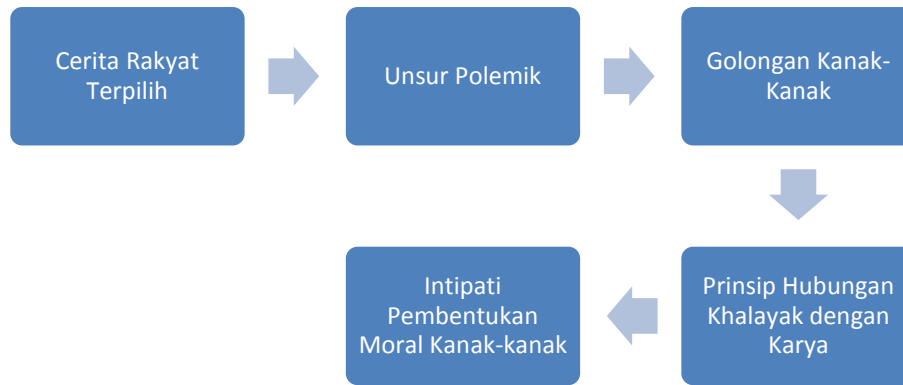 Cerita Rakyat
Terpilih
Unsur Polemik
Golongan Kanak-
Kanak
Prinsip Hubungan
Khalayak dengan
Karya
Intipati
Pembentukan
Moral Kanak-kanak